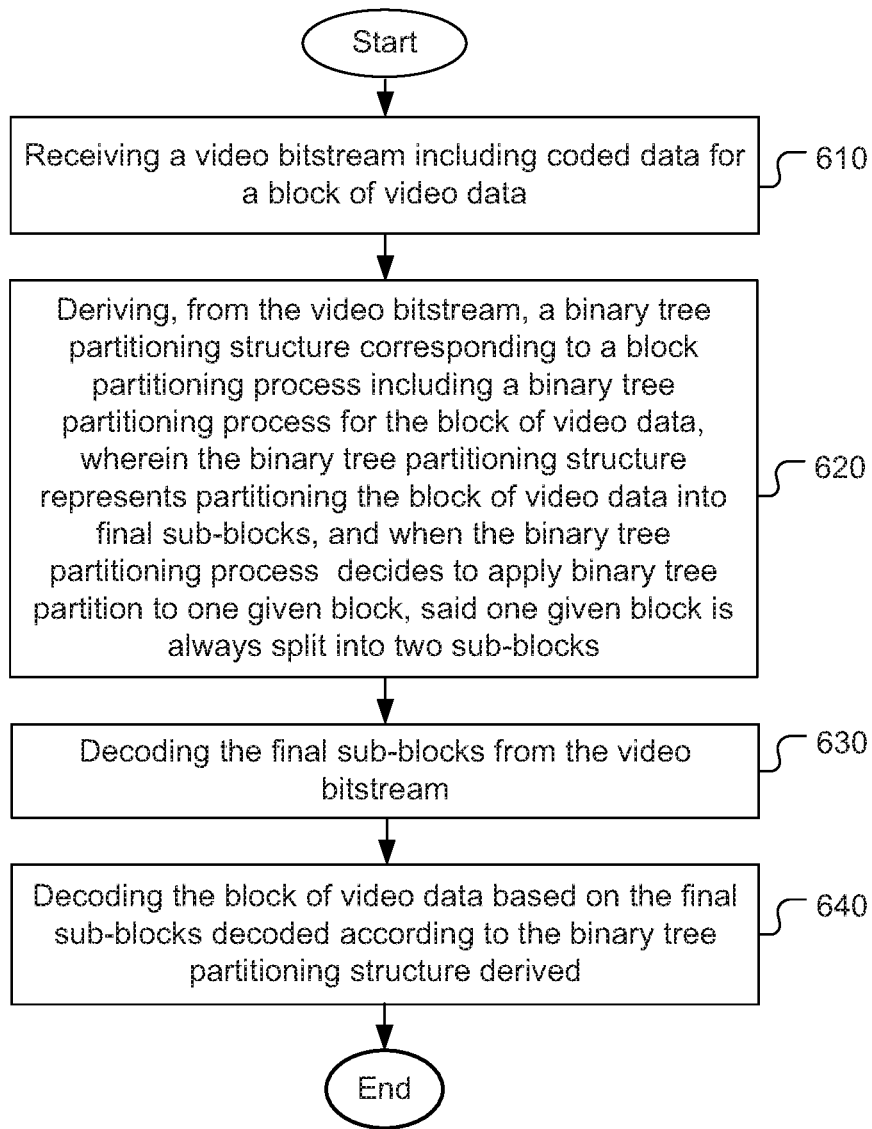 Start
Receiving a video bitstream including coded data for
a block of video data
610
Deriving, from the video bitstream, a binary tree
partitioning structure corresponding to a block
partitioning process including a binary tree
partitioning process for the block of video data,
wherein the binary tree partitioning structure
represents partitioning the block of video data into
final sub-blocks, and when the binary tree
partitioning process decides to apply binary tree
partition to one given block, said one given block is
always split into two sub-blocks
620
Decoding the final sub-blocks from the video
bitstream
630
Decoding the block of video data based on the final
sub-blocks decoded according to the binary tree
partitioning structure derived
640
End